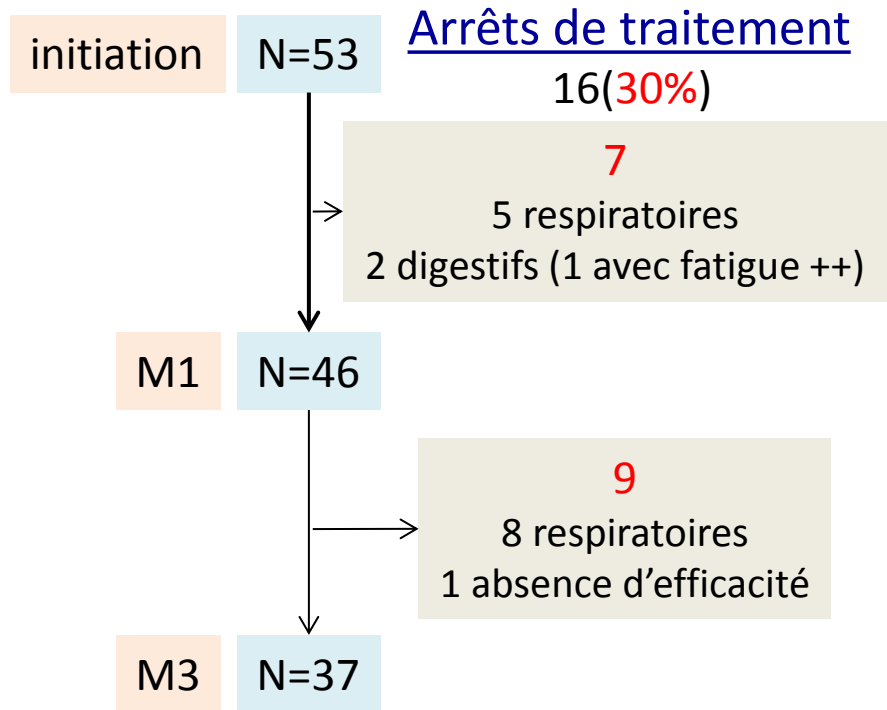 initiation
N=53
Arrêts de traitement
16(30%)
7
5 respiratoires
2 digestifs (1 avec fatigue ++)
M1
N=46
9
8 respiratoires
1 absence d’efficacité
M3
N=37